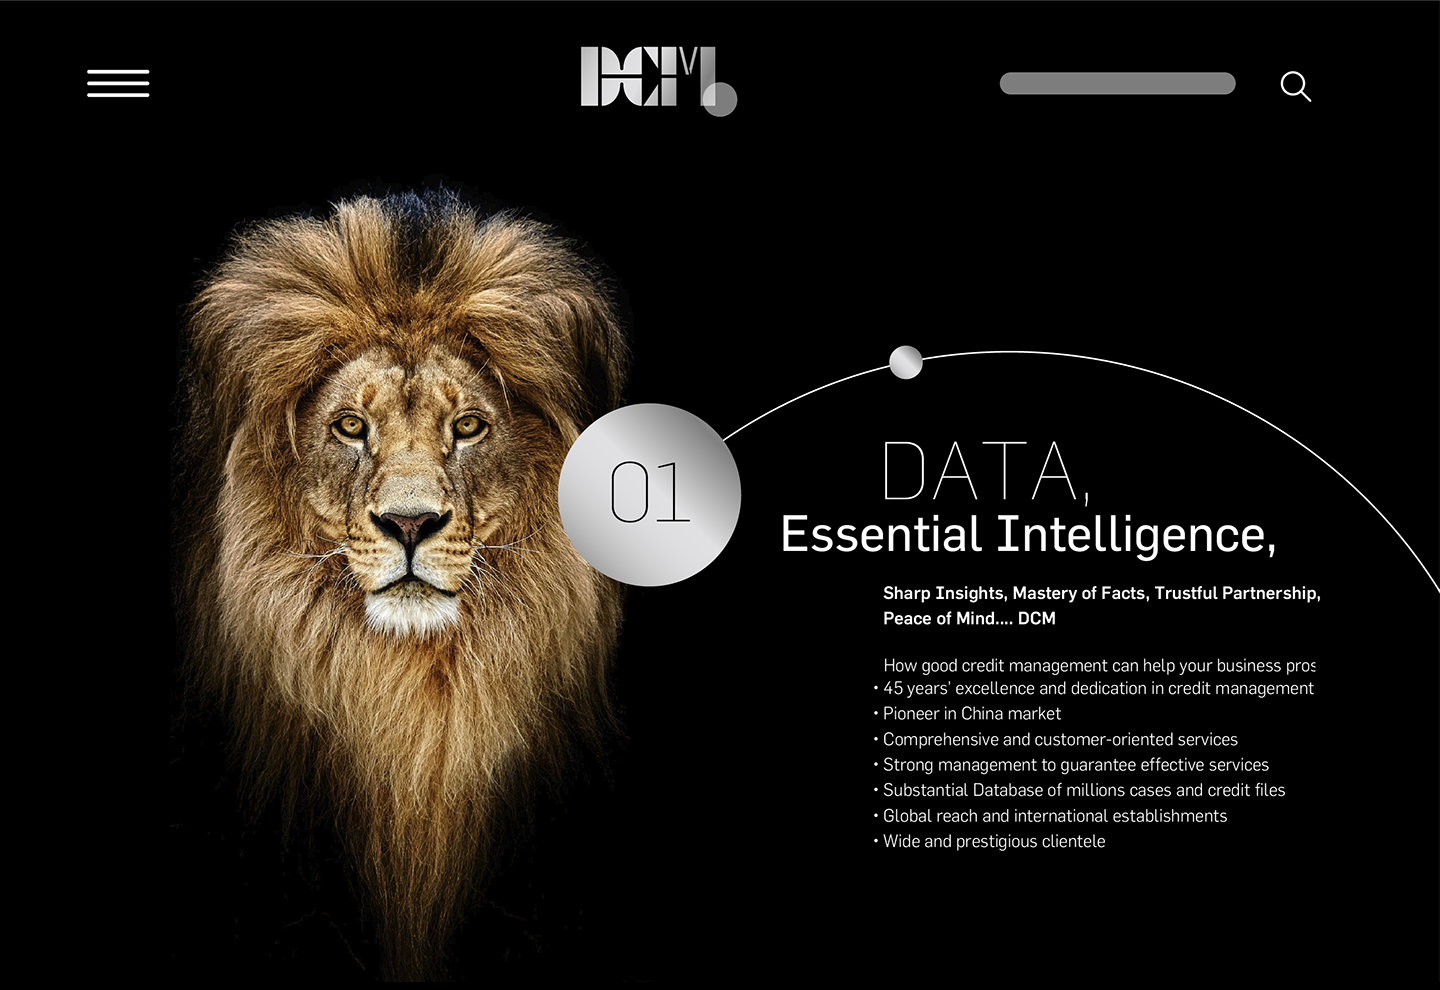 DCM
01
DATA,
Essential Intelligence,
Sharp Insights, Mastery of Facts, Trustful Partnership,
Peace of Mind.... DCM
How good credit management can help your business pros
• 45 years’ excellence and dedication in credit management
• Pioneer in China market
• Comprehensive and customer-oriented services
• Strong management to guarantee effective services
• Substantial Database of millions cases and credit files
• Global reach and international establishments
• Wide and prestigious clientele